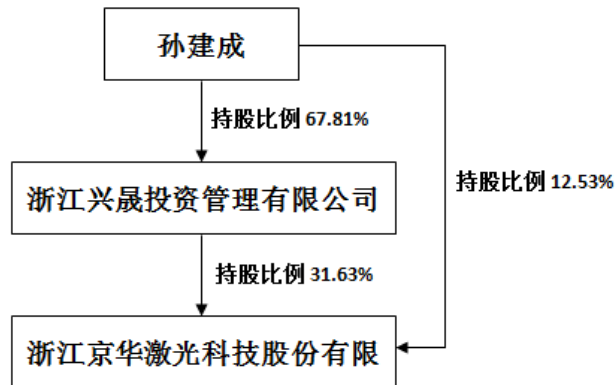 孙建成
持股比例 67.81%
浙江兴晟投资管理有限公司
持股比例 12.53%
持股比例 31.63%
浙江京华激光科技股份有限